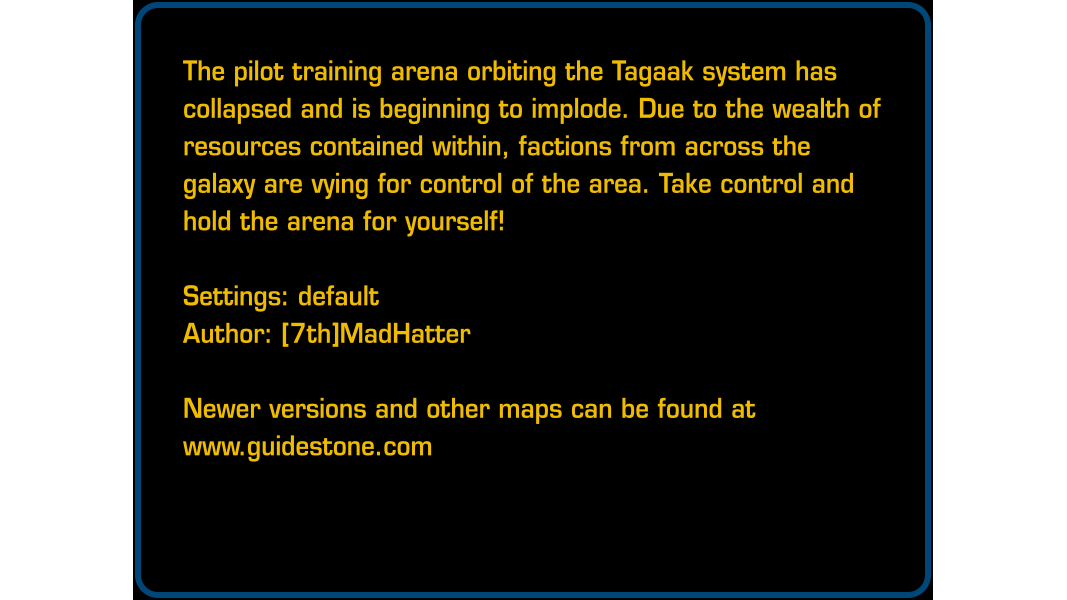 The pilot training arena orbiting the Tagaak system has
collapsed and is beginning to implode. Due to the wealth of
resources contained within, factions from across the
galaxy are vying for control of the area. Take control and
hold the arena for yourself!
Settings: default
Author: [7th]MadHatter
Newer versions and other maps can be found at
www.guidestone.com